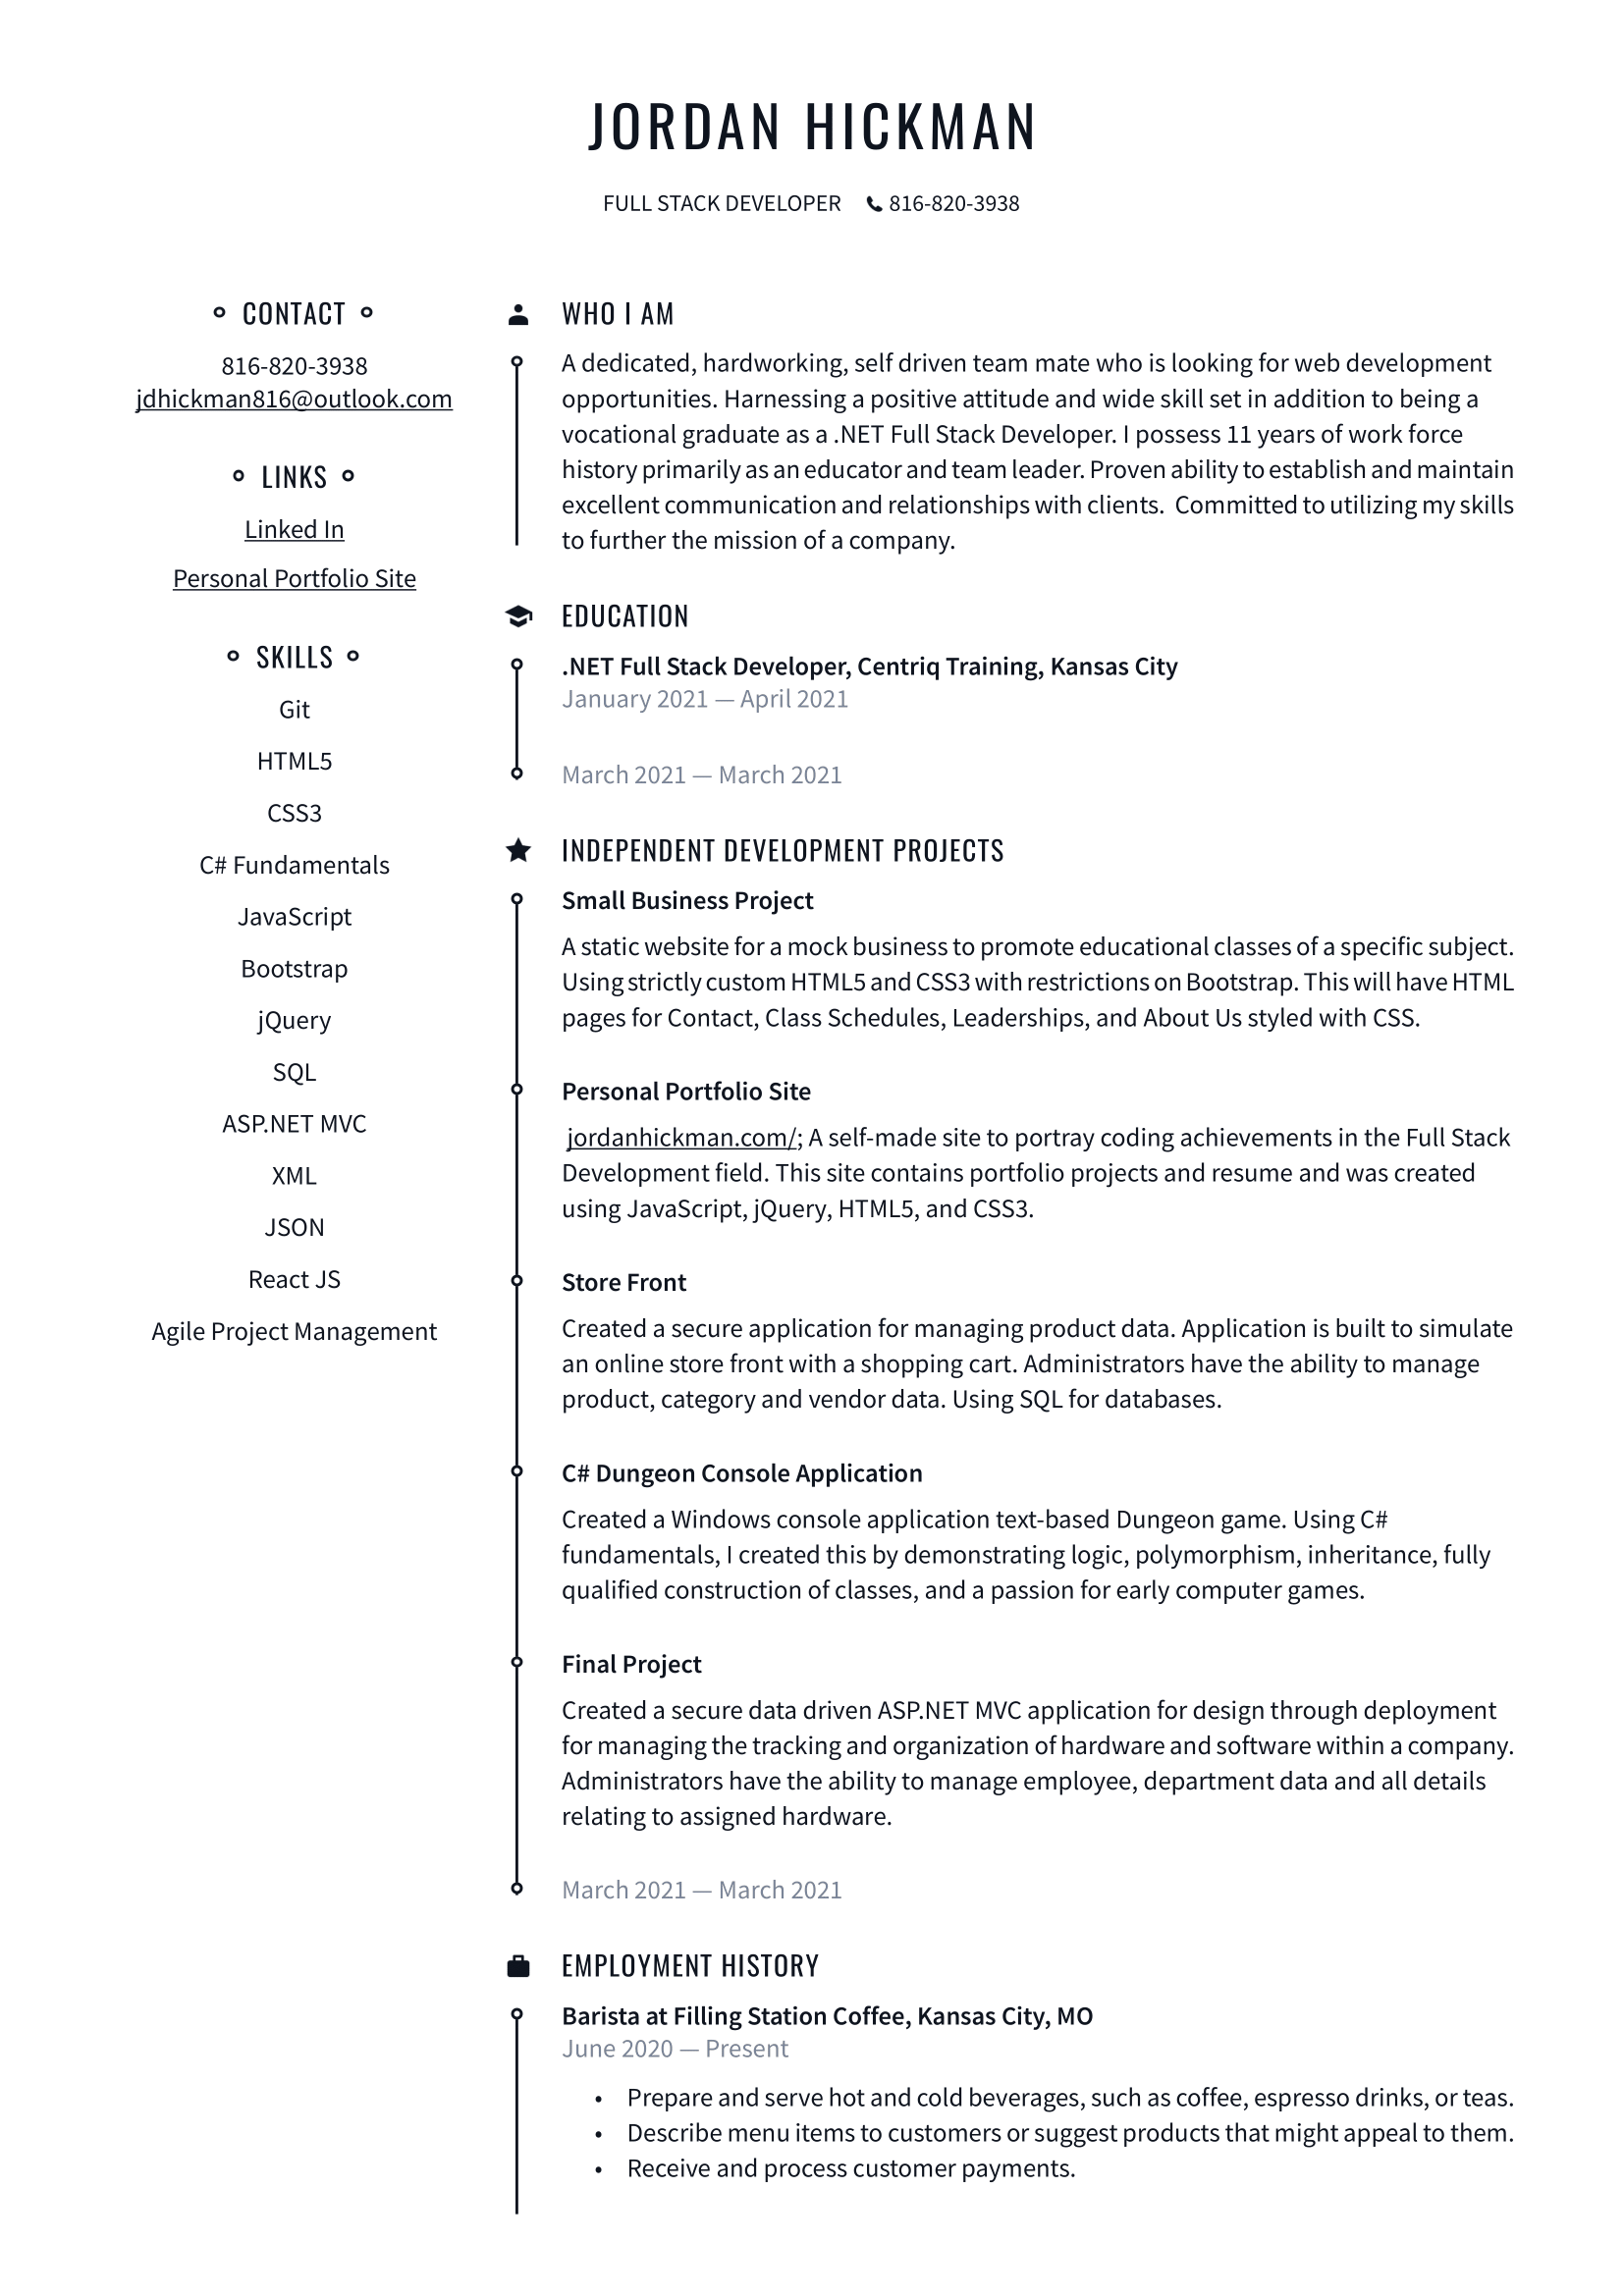 JORDAN HICKMAN
FULL STACK DEVELOPER 816-820-3938
CONTACT
816-820-3938
jdhickman816@outlook.com
LINKS
Linked In
Personal Portfolio Site
SKILLS
Git
HTML5
CSS3
C# Fundamentals
JavaScript
Bootstrap
jQuery
SQL
ASP.NET MVC
XML
JSON
React JS
Agile Project Management
WHO I AM
A dedicated, hardworking, self driven team mate who is looking for web development
opportunities. Harnessing a positive attitude and wide skill set in addition to being a
vocational graduate as a .NET Full Stack Developer. I possess 11 years of work force
history primarily as an educator and team leader. Proven ability to establish and maintain
excellent communication and relationships with clients.  Committed to utilizing my skills
to further the mission of a company.
EDUCATION
.NET Full Stack Developer, Centriq Training, Kansas City
January 2021 — April 2021
March 2021 — March 2021
INDEPENDENT DEVELOPMENT PROJECTS
Small Business Project
A static website for a mock business to promote educational classes of a specific subject.
Using strictly custom HTML5 and CSS3 with restrictions on Bootstrap. This will have HTML
pages for Contact, Class Schedules, Leaderships, and About Us styled with CSS.
Personal Portfolio Site
jordanhickman.com/; A self-made site to portray coding achievements in the Full Stack
Development field. This site contains portfolio projects and resume and was created
using JavaScript, jQuery, HTML5, and CSS3.
Store Front
Created a secure application for managing product data. Application is built to simulate
an online store front with a shopping cart. Administrators have the ability to manage
product, category and vendor data. Using SQL for databases.
C# Dungeon Console Application
Created a Windows console application text-based Dungeon game. Using C#
fundamentals, I created this by demonstrating logic, polymorphism, inheritance, fully
qualified construction of classes, and a passion for early computer games.
Final Project
Created a secure data driven ASP.NET MVC application for design through deployment
for managing the tracking and organization of hardware and software within a company.
Administrators have the ability to manage employee, department data and all details
relating to assigned hardware.
March 2021 — March 2021
EMPLOYMENT HISTORY
Barista at Filling Station Coffee, Kansas City, MO
June 2020 — Present
• Prepare and serve hot and cold beverages, such as coffee, espresso drinks, or teas.
• Describe menu items to customers or suggest products that might appeal to them.
• Receive and process customer payments.